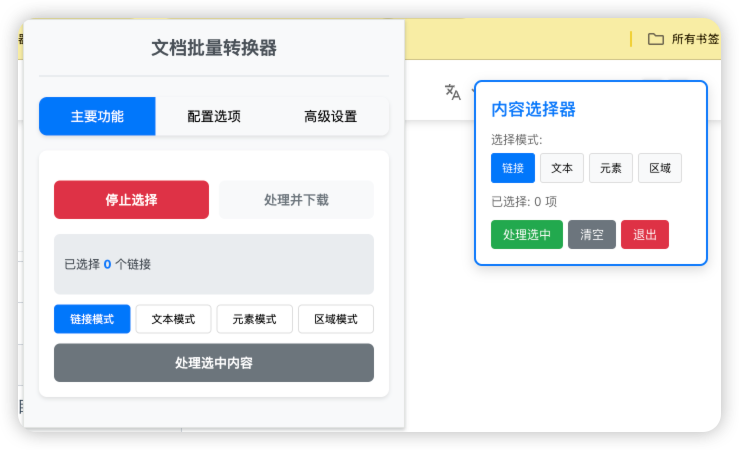 所有书签
文档批量转换器
主要功能
配置选项
高级设置
停止选择
处理并下载
已选择 0 个链接
链接模式
文本模式
元素模式
区域模式
处理选中内容
内容选择器
选择模式:
链接
文本
元素
区域
已选择: 0 项
处理选中
清空
退出